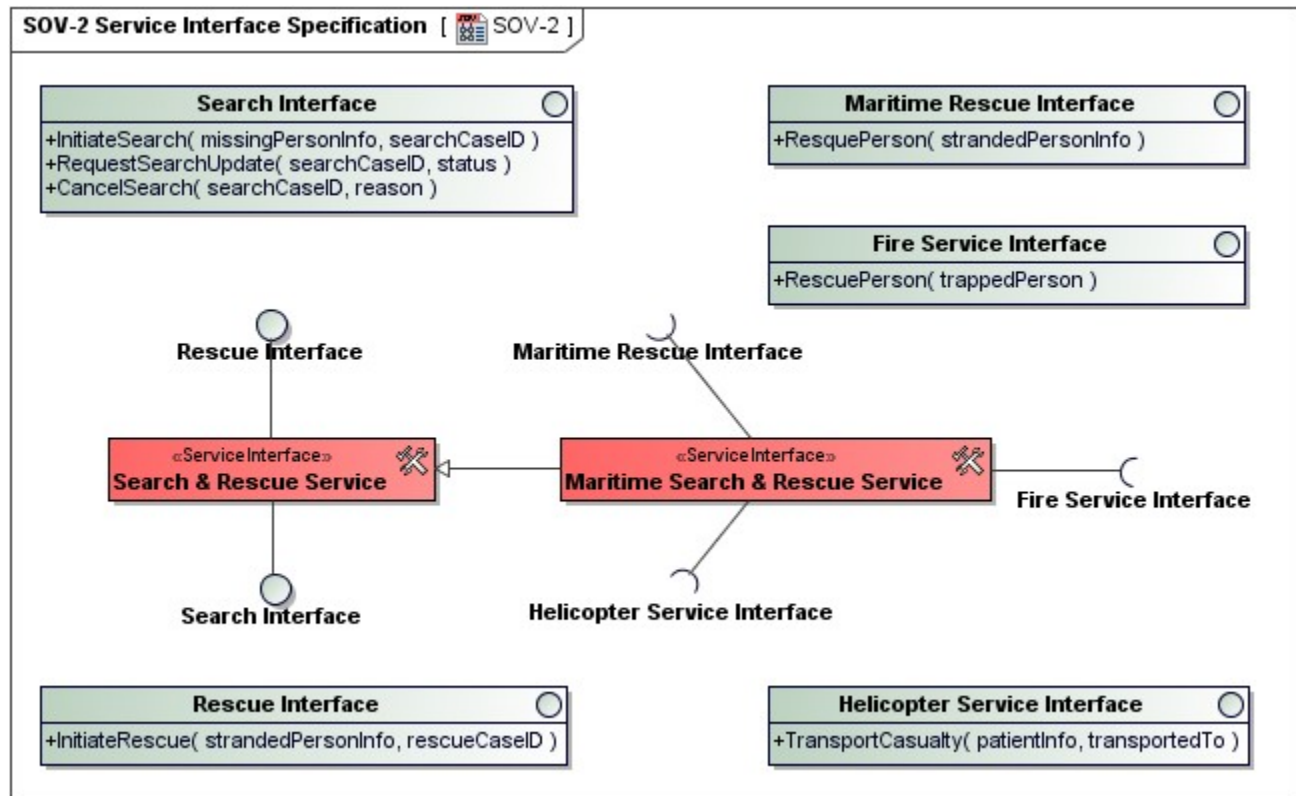 SOV-2 Service Interface Specification [ SOV-2 ]
Search Interface
+InitiateSearch( missingPersonInfo, searchCaseID )
+RequestSearchUpdate( searchCaseID, status )
+CancelSearch( searchCaseID, reason )
Maritime Rescue Interface
+ResquePerson( strandedPersonInfo )
Fire Service Interface
+RescuePerson( trappedPerson )
Rescue Interface
Maritime Rescue Interface
«ServiceInterface»
Search & Rescue Service
«ServiceInterface»
Maritime Search & Rescue Service
Fire Service Interface
Search Interface
Helicopter Service Interface
Rescue Interface
+InitiateRescue( strandedPersonInfo, rescueCaseID )
Helicopter Service Interface
+TransportCasualty( patientInfo, transportedTo )